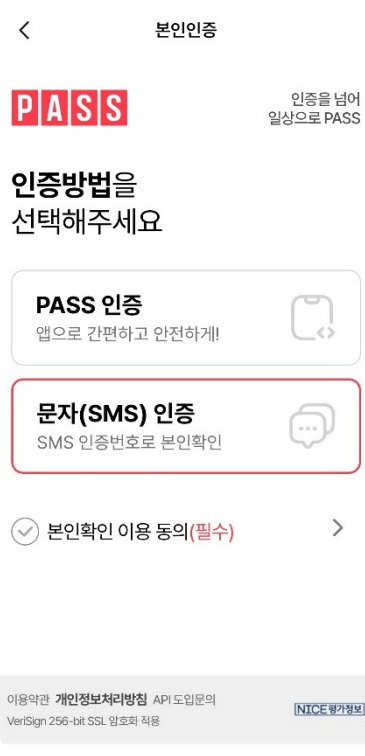 본인인증
PASS
인증을 넘어
일상으로 PASS
인증방법을
선택해주세요
PASS 인증
앱으로 간편하고 안전하게!
문자(SMS) 인증
SMS 인증번호로 본인확인
본인확인 이용 동의(필수)
이용약관 개인정보처리방침 API 도입문의
VeriSign 256-bit SSL 암호화 적용
NICE평가정보